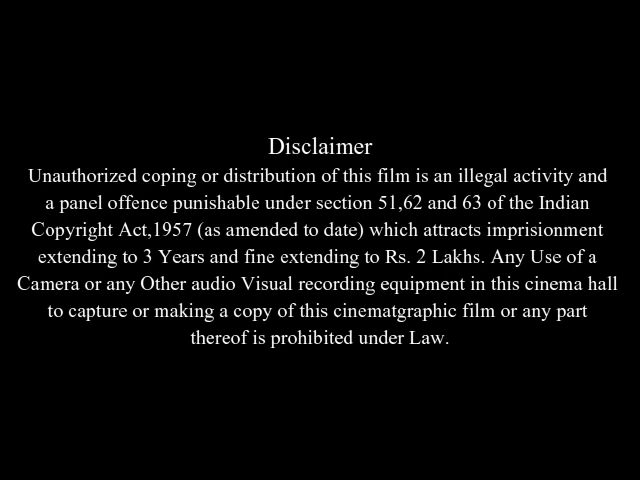 Disclaimer
Unauthorized coping or distribution of this film is an illegal activity and
a panel offence punishable under section 51,62 and 63 of the Indian
Copyright Act,1957 (as amended to date) which attracts imprisionment
extending to 3 Years and fine extending to Rs. 2 Lakhs. Any Use of a
Camera or any Other audio Visual recording equipment in this cinema hall
to capture or making a copy of this cinematgraphic film or any part
thereof is prohibited under Law.